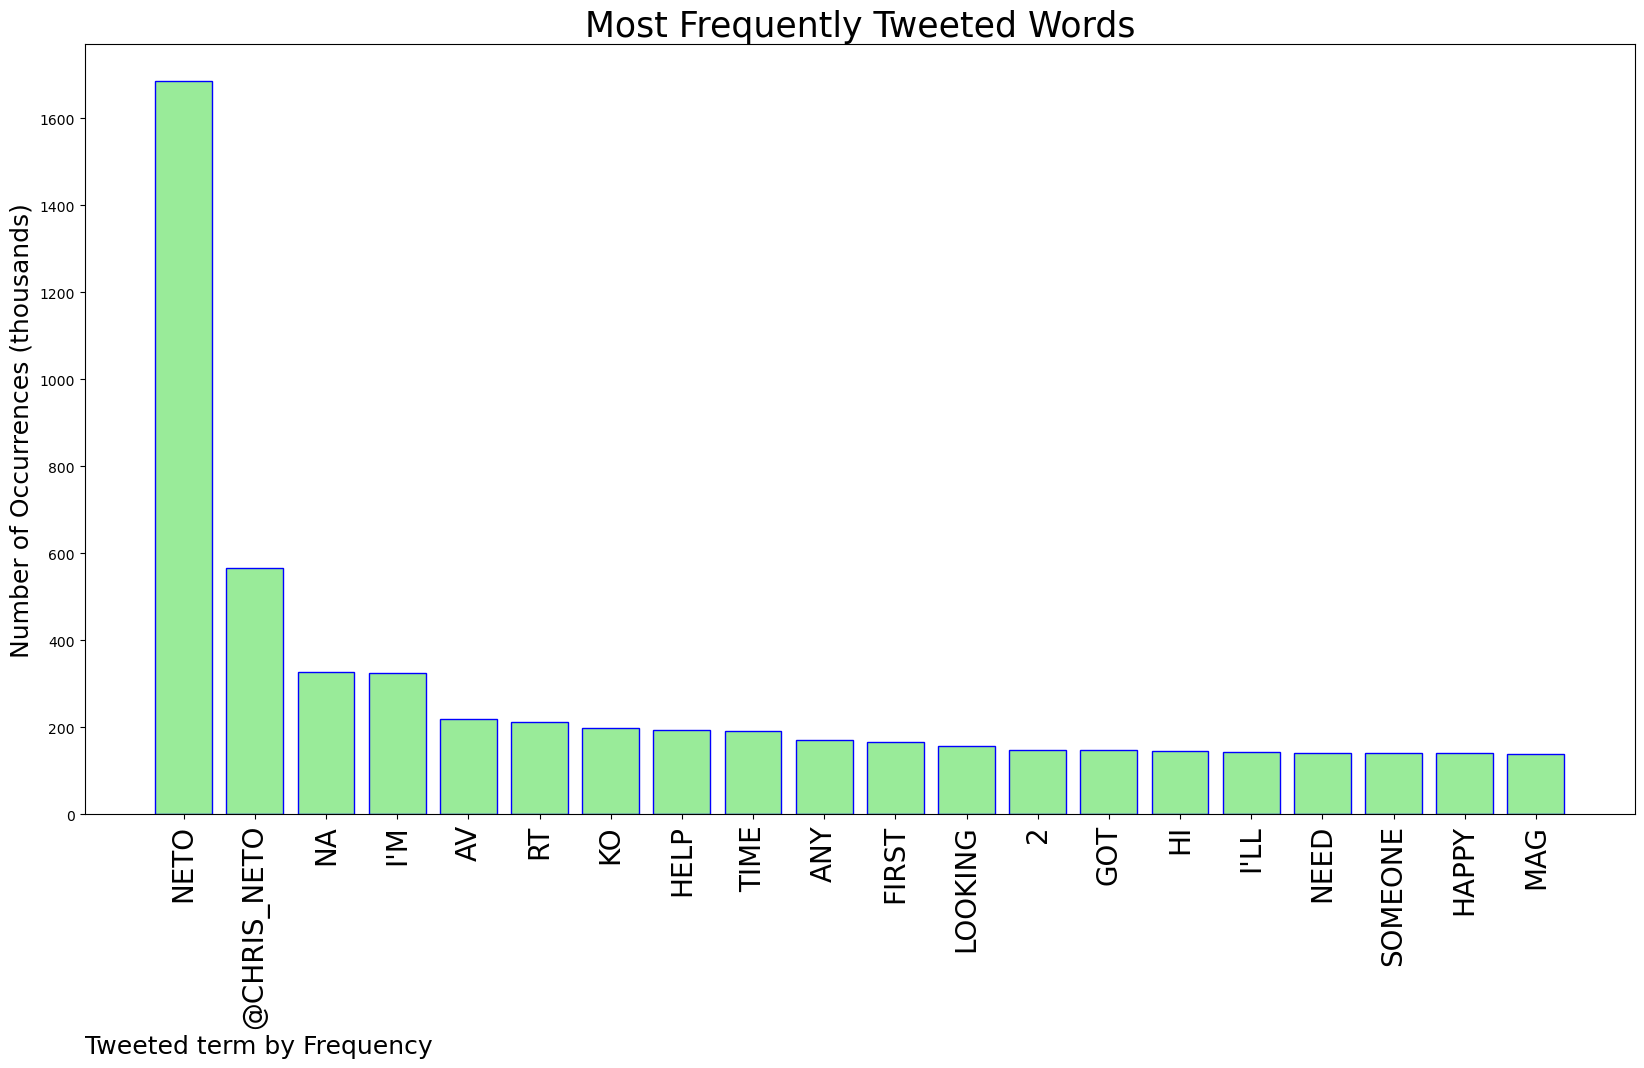 Most Frequently Tweeted Words
Number of Occurrences (thousands)
1600
1400
1200
1000
800
600
400
200
0
NETO
@CHRIS_NETO
NA
I'M
AV
RT
KO
HELP
TIME
ANY
FIRST
LOOKING
2
GOT
HI
I'LL
NEED
SOMEONE
HAPPY
MAG
Tweeted term by Frequency